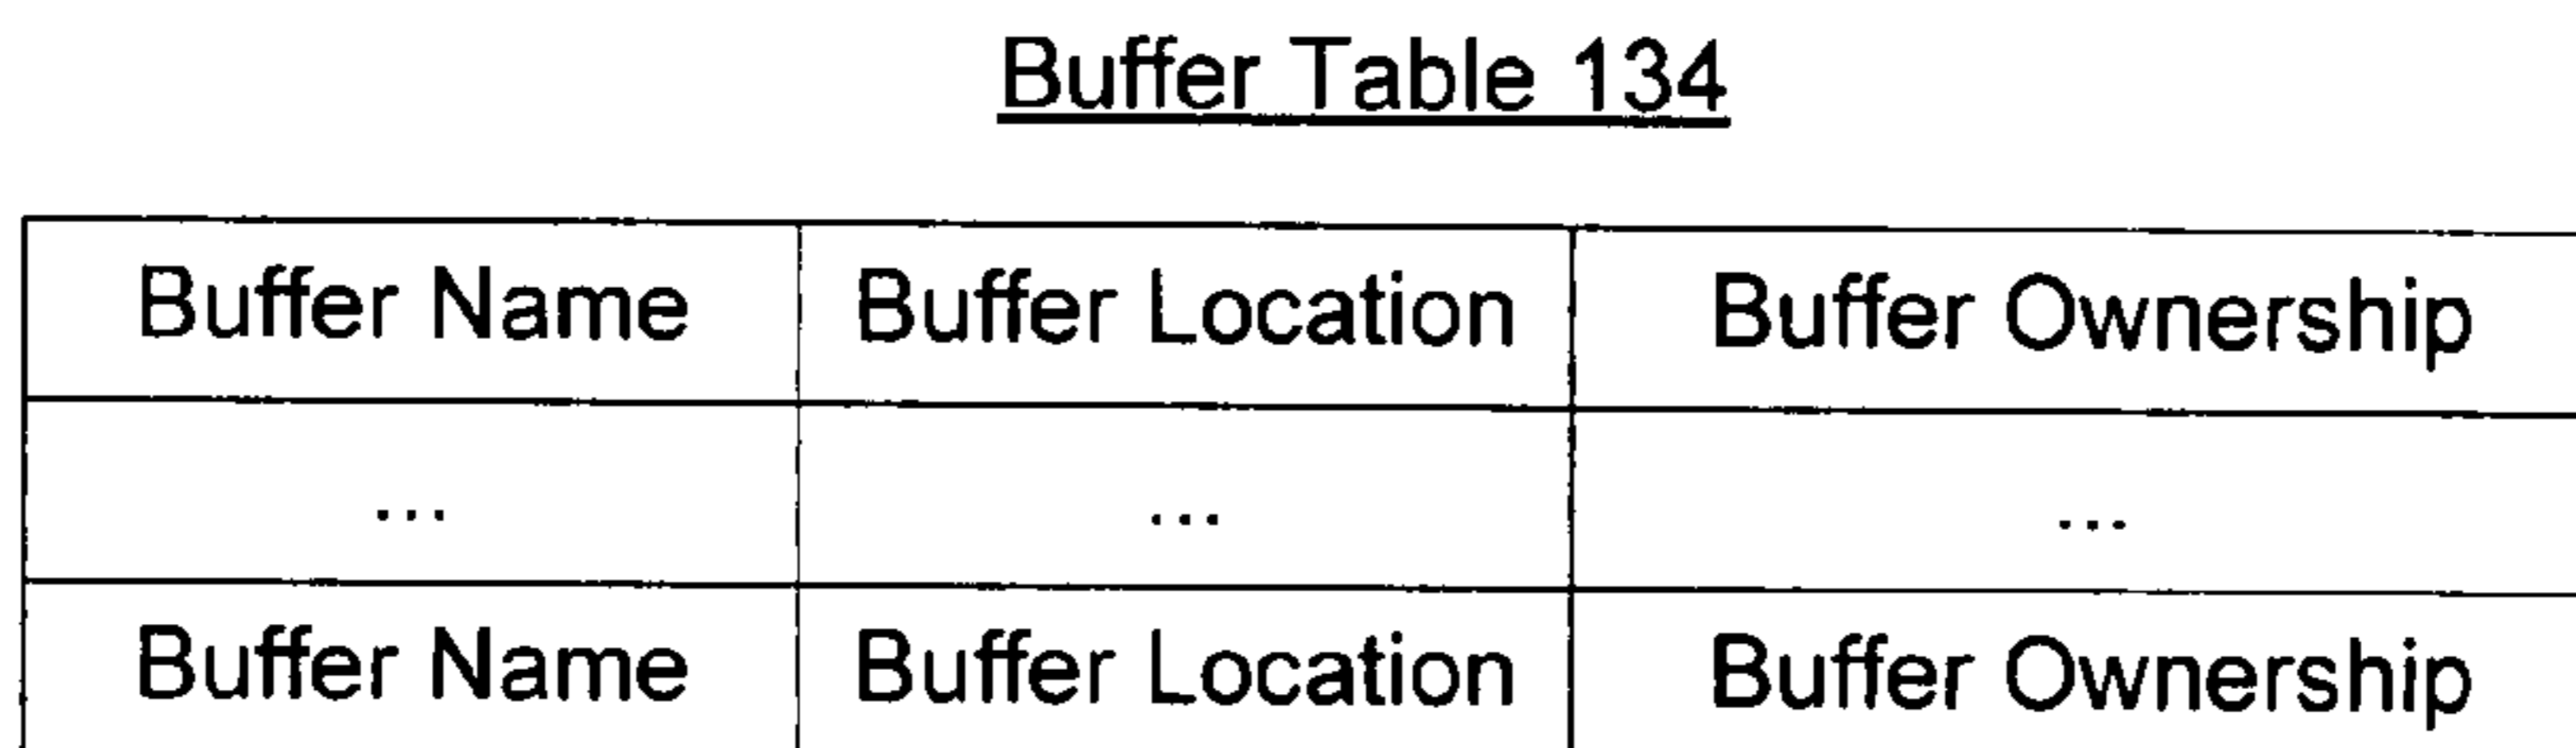 Buffer Table 134
Buffer Name Buffer Location Buffer Ownership
... ... ...
Buffer Name Buffer Location Buffer Ownership